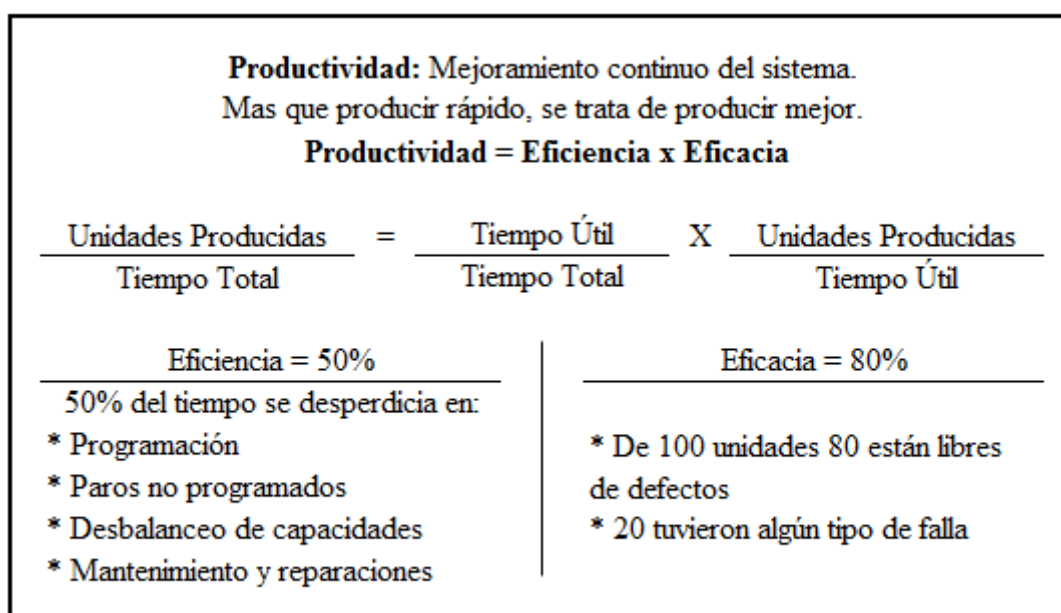 Productividad: Mejoramiento continuo del sistema.
Mas que producir rápido, se trata de producir mejor.
Productividad = Eficiencia x Eficacia
Unidades Producidas = Tiempo Útil X Unidades Producidas
Tiempo Total Tiempo Total Tiempo Útil
Eficiencia = 50%
50% del tiempo se desperdicia en:
* Programación
* Paros no programados
* Desbalanceo de capacidades
* Mantenimiento y reparaciones
Eficacia = 80%
* De 100 unidades 80 están libres
de defectos
* 20 tuvieron algún tipo de falla